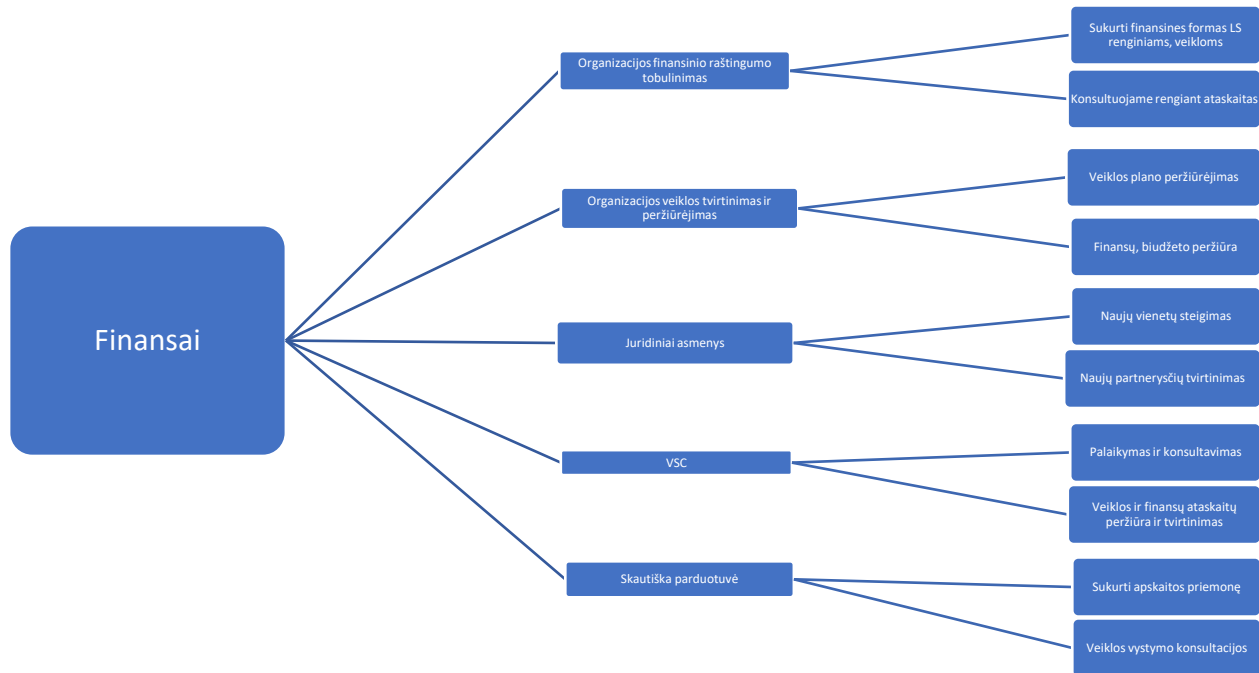 Finansai
Organizacijos finansinio raštingumo
tobulinimas
Sukurti finansines formas LS
renginiams, veikloms
Konsultuojame rengiant ataskaitas
Organizacijos veiklos tvirtinimas ir
peržiūrėjimas
Veiklos plano peržiūrėjimas
Finansų, biudžeto peržiūra
Juridiniai asmenys
Naujų vienetų steigimas
Naujų partnerysčių tvirtinimas
VSC
Palaikymas ir konsultavimas
Veiklos ir finansų ataskaitų
peržiūra ir tvirtinimas
Skautiška parduotuvė
Sukurti apskaitos priemonę
Veiklos vystymo konsultacijos